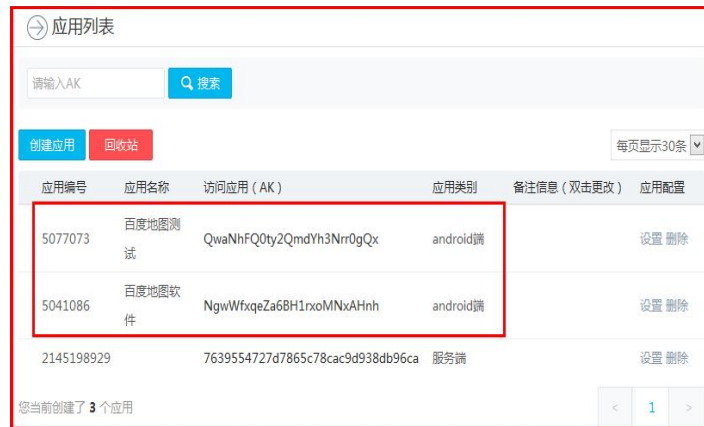 应用列表
请输入AK 搜索
创建应用 回收站 每页显示30条
应用编号 应用名称 访问应用（AK） 应用类别 备注信息（双击更改） 应用配置
5077073 百度地图测试 QwaNhFQ0ty2QmdYh3Nrr0gQx android端 设置 删除
5041086 百度地图软件 NgwWfxqeZa6BH1rxoMNxAHnh android端 设置 删除
2145198929 7639554727d7865c78cac9d938db96ca 服务端 设置 删除
您当前创建了 3 个应用 < 1 >